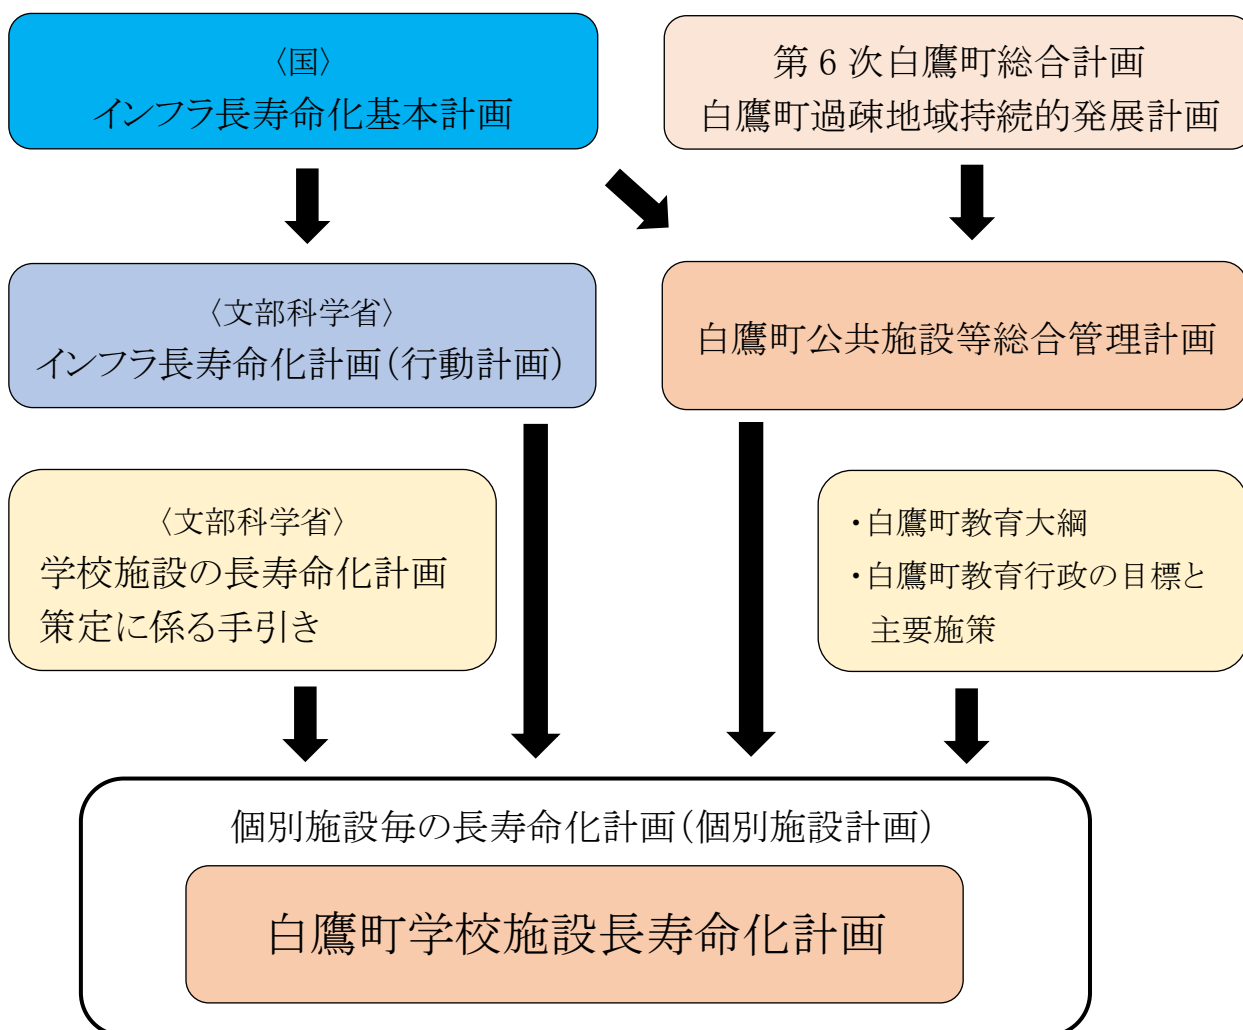 〈国〉
インフラ長寿命化基本計画
第6次白鷹町総合計画
白鷹町過疎地域持続的発展計画
〈文部科学省〉
インフラ長寿命化計画（行動計画）
白鷹町公共施設等総合管理計画
〈文部科学省〉
学校施設の長寿命化計画
策定に係る手引き
・白鷹町教育大綱
・白鷹町教育行政の目標と
主要施策
個別施設毎の長寿命化計画（個別施設計画）
白鷹町学校施設長寿命化計画